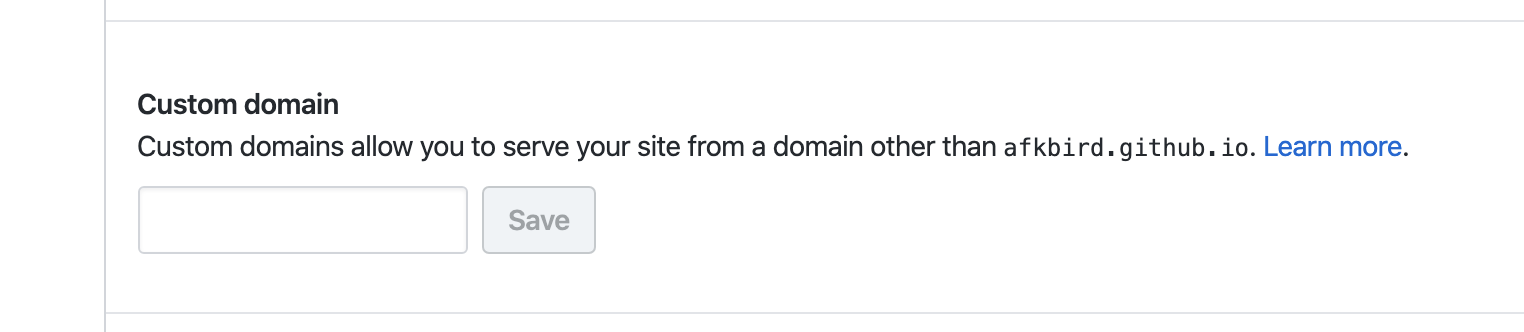 Custom domain
Custom domains allow you to serve your site from a domain other than afkbird.github.io. Learn more.
Save